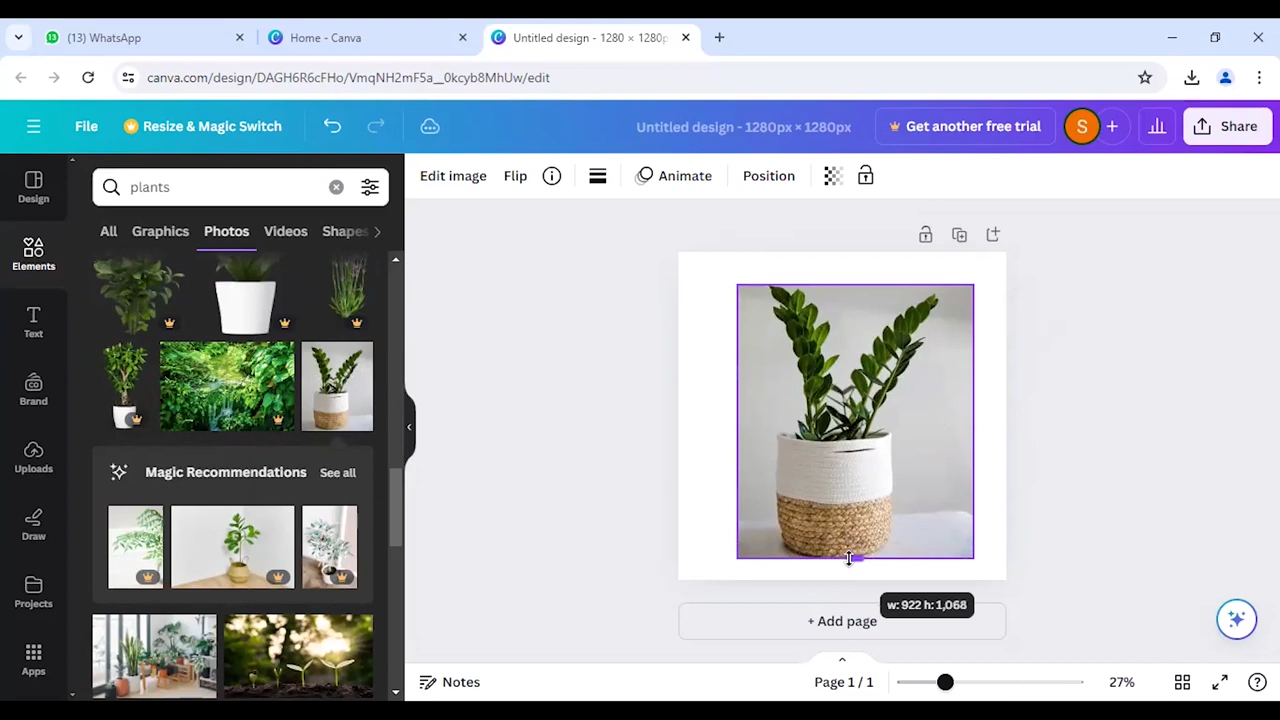 (13) WhatsApp
Home - Canva
Untitled design - 1280 × 1280p
canva.com/design/DAGH6R6cFHo/VmqNH2mF5a__0kcyb8MhUw/edit
File
Resize & Magic Switch
Untitled design - 1280px × 1280px
Get another free trial
S
Share
plants
Edit image
Flip
Animate
Position
Design
Elements
Text
Brand
Uploads
Draw
Projects
Apps
All
Graphics
Photos
Videos
Shapes
Magic Recommendations
See all
w: 922 h: 1,068
+ Add page
Notes
Page 1 / 1
27%